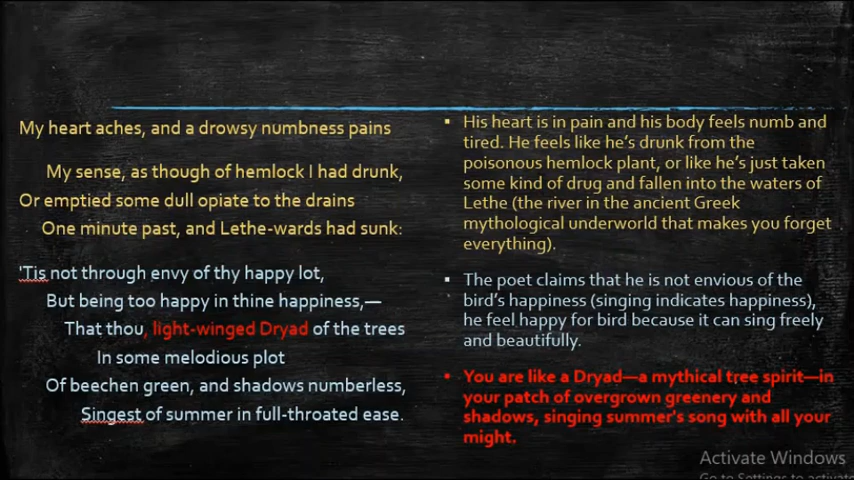 My heart aches, and a drowsy numbness pains
My sense, as though of hemlock I had drunk,
Or emptied some dull opiate to the drains
One minute past, and Lethe-wards had sunk:
'Tis not through envy of thy happy lot,
But being too happy in thine happiness,—
That thou, light-winged Dryad of the trees
In some melodious plot
Of beechen green, and shadows numberless,
Singest of summer in full-throated ease.
▪ His heart is in pain and his body feels numb and
tired. He feels like he's drunk from the
poisonous hemlock plant, or like he's just taken
some kind of drug and fallen into the waters of
Lethe (the river in the ancient Greek
mythological underworld that makes you forget
everything).
▪ The poet claims that he is not envious of the
bird's happiness (singing indicates happiness),
he feel happy for bird because it can sing freely
and beautifully.
▪ You are like a Dryad—a mythical tree spirit—in
your patch of overgrown greenery and
shadows, singing summer's song with all your
might.
Activate Windows
Go to Settings to activate